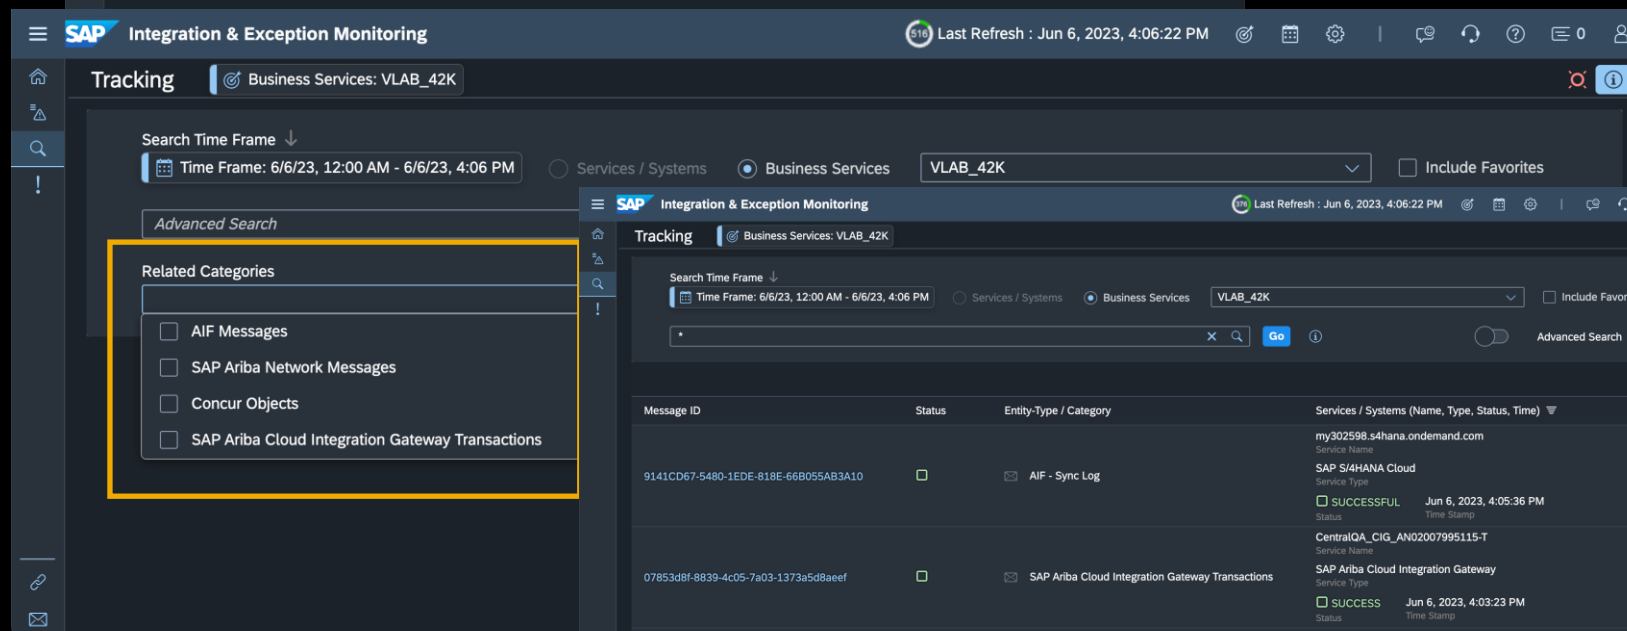 SAP Integration & Exception Monitoring
516 Last Refresh : Jun 6, 2023, 4:06:22 PM
0
Tracking
Business Services: VLAB_42K
Search Time Frame
Time Frame: 6/6/23, 12:00 AM - 6/6/23, 4:06 PM
Services / Systems
Business Services
VLAB_42K
Include Favorites
Advanced Search
Related Categories
AIF Messages
SAP Ariba Network Messages
Concur Objects
SAP Ariba Cloud Integration Gateway Transactions
SAP Integration & Exception Monitoring
376 Last Refresh : Jun 6, 2023, 4:06:22 PM
Tracking
Business Services: VLAB_42K
Search Time Frame
Time Frame: 6/6/23, 12:00 AM - 6/6/23, 4:06 PM
Services / Systems
Business Services
VLAB_42K
Include Favor
*
Go
Advanced Search
Message ID Status Entity-Type / Category Services / Systems (Name, Type, Status, Time)
my302598.s4hana.ondemand.com
Service Name
9141CD67-5480-1EDE-818E-66B055AB3A10 AIF - Sync Log SAP S/4HANA Cloud
Service Type
SUCCESSFUL Jun 6, 2023, 4:05:36 PM
Status Time Stamp
CentralQA_CIG_AN02007995115-T
Service Name
07853d8f-8839-4c05-7a03-1373a5d8aeef SAP Ariba Cloud Integration Gateway Transactions SAP Ariba Cloud Integration Gateway
Service Type
SUCCESS Jun 6, 2023, 4:03:23 PM
Status Time Stamp